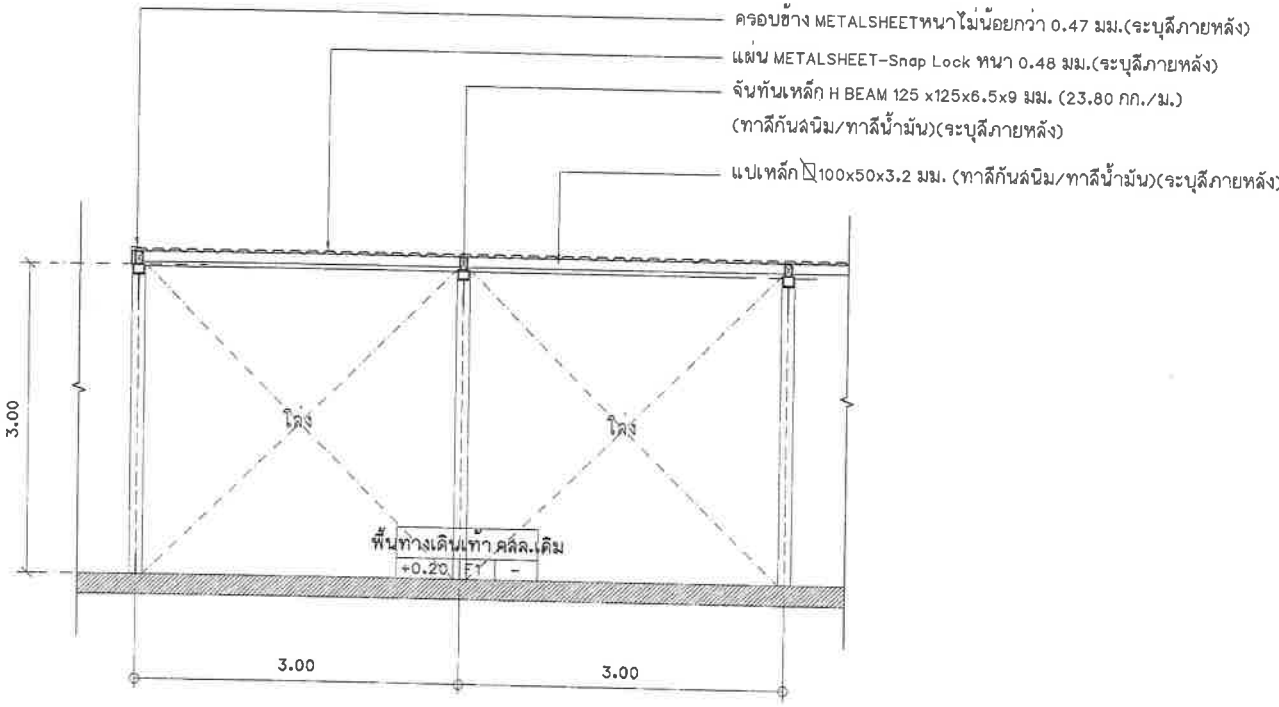 ครอบข้าง METALSHEETหนาไม่น้อยกว่า 0.47 มม.(ระบุสีภายหลัง)
แผ่น METALSHEET-Snap Lock หนา 0.48 มม.(ระบุสีภายหลัง)
จันทันเหล็ก H BEAM 125 x125x6.5x9 มม. (23.80 กก./ม.)
(ทาสีกันสนิม/ทาสีน้ำมัน)(ระบุสีภายหลัง)
แปเหล็ก 100x50x3.2 มม. (ทาสีกันสนิม/ทาสีน้ำมัน)(ระบุสีภายหลัง)
3.00
โล่ง
โล่ง
พื้นทางเดินเท้า คสล.เดิม
+0.20 F1 -
3.00
3.00